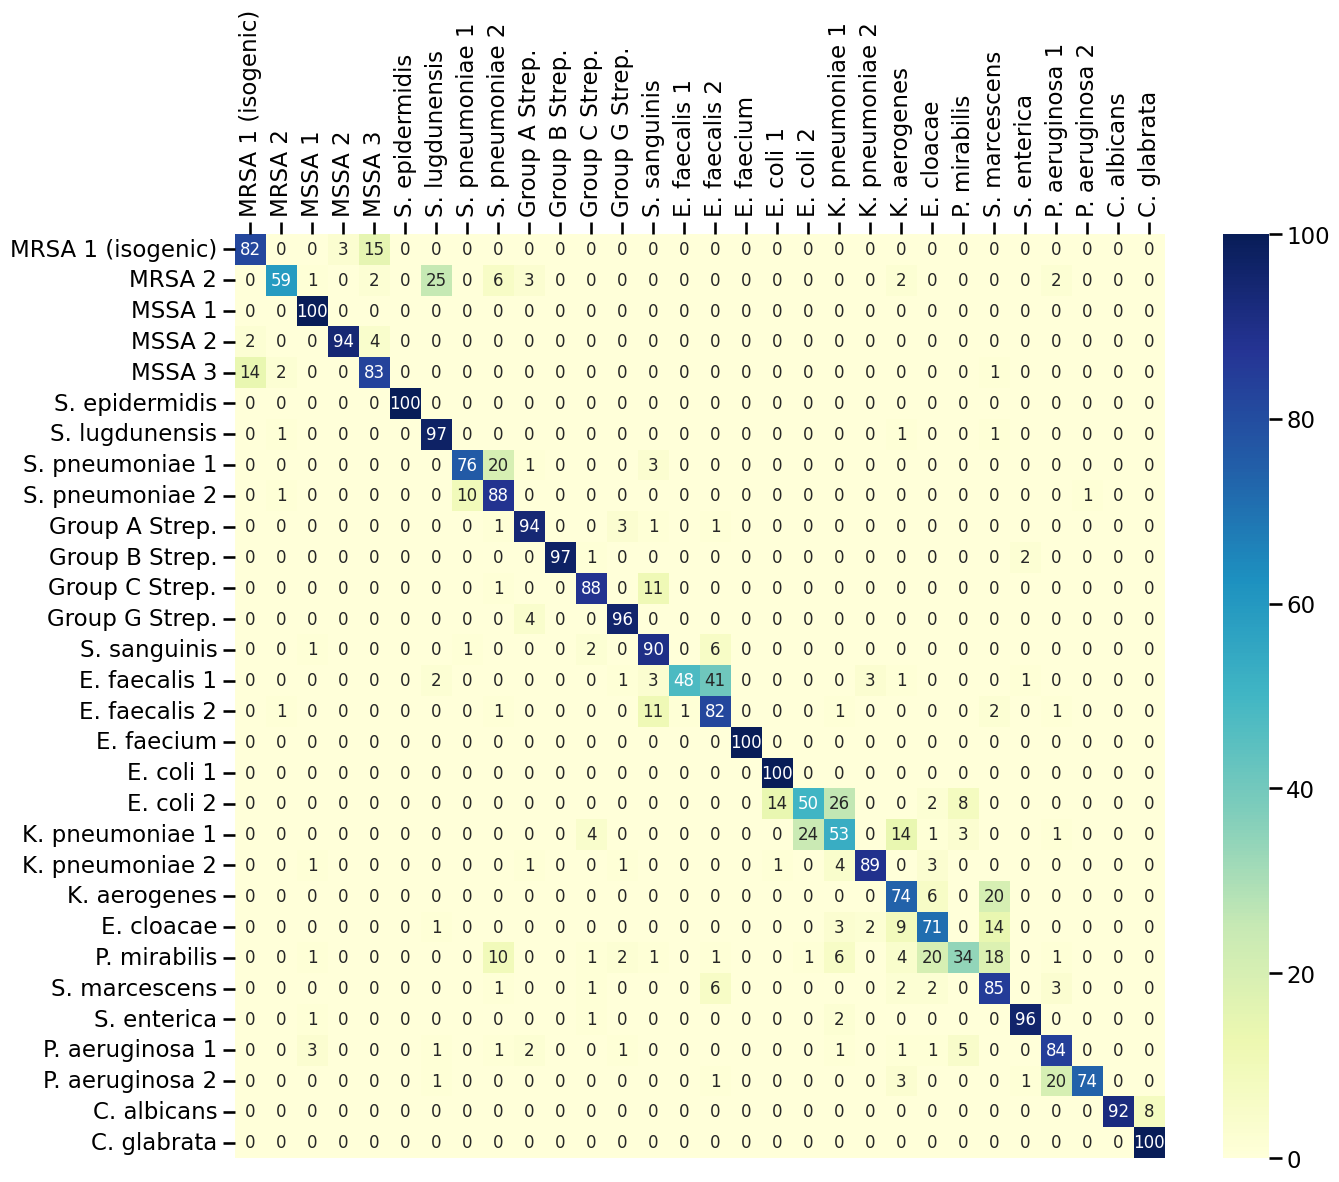 MRSA 1 (isogenic) MRSA 2 MSSA 1 MSSA 2 MSSA 3 S. epidermidis S. lugdunensis S. pneumoniae 1 S. pneumoniae 2 Group A Strep. Group B Strep. Group C Strep. Group G Strep. S. sanguinis E. faecalis 1 E. faecalis 2 E. faecium E. coli 1 E. coli 2 K. pneumoniae 1 K. pneumoniae 2 K. aerogenes E. cloacae P. mirabilis S. marcescens S. enterica P. aeruginosa 1 P. aeruginosa 2 C. albicans C. glabrata
MRSA 1 (isogenic) 82 0 0 3 15 0 0 0 0 0 0 0 0 0 0 0 0 0 0 0 0 0 0 0 0 0 0 0 0 0
MRSA 2 0 59 1 0 2 0 25 0 6 3 0 0 0 0 0 0 0 0 0 0 0 2 0 0 0 0 2 0 0 0
MSSA 1 0 0 100 0 0 0 0 0 0 0 0 0 0 0 0 0 0 0 0 0 0 0 0 0 0 0 0 0 0 0
MSSA 2 2 0 0 94 4 0 0 0 0 0 0 0 0 0 0 0 0 0 0 0 0 0 0 0 0 0 0 0 0 0
MSSA 3 14 2 0 0 83 0 0 0 0 0 0 0 0 0 0 0 0 0 0 0 0 0 0 0 1 0 0 0 0 0
S. epidermidis 0 0 0 0 0 100 0 0 0 0 0 0 0 0 0 0 0 0 0 0 0 0 0 0 0 0 0 0 0 0
S. lugdunensis 0 1 0 0 0 0 97 0 0 0 0 0 0 0 0 0 0 0 0 0 0 1 0 0 1 0 0 0 0 0
S. pneumoniae 1 0 0 0 0 0 0 0 76 20 1 0 0 0 3 0 0 0 0 0 0 0 0 0 0 0 0 0 0 0 0
S. pneumoniae 2 0 1 0 0 0 0 0 10 88 0 0 0 0 0 0 0 0 0 0 0 0 0 0 0 0 0 0 1 0 0
Group A Strep. 0 0 0 0 0 0 0 0 1 94 0 0 3 1 0 1 0 0 0 0 0 0 0 0 0 0 0 0 0 0
Group B Strep. 0 0 0 0 0 0 0 0 0 0 97 1 0 0 0 0 0 0 0 0 0 0 0 0 0 2 0 0 0 0
Group C Strep. 0 0 0 0 0 0 0 0 1 0 0 88 0 11 0 0 0 0 0 0 0 0 0 0 0 0 0 0 0 0
Group G Strep. 0 0 0 0 0 0 0 0 0 4 0 0 96 0 0 0 0 0 0 0 0 0 0 0 0 0 0 0 0 0
S. sanguinis 0 0 1 0 0 0 0 1 0 0 0 2 0 90 0 6 0 0 0 0 0 0 0 0 0 0 0 0 0 0
E. faecalis 1 0 0 0 0 0 0 2 0 0 0 0 0 1 3 48 41 0 0 0 0 3 1 0 0 0 1 0 0 0 0
E. faecalis 2 0 1 0 0 0 0 0 0 1 0 0 0 0 11 1 82 0 0 0 1 0 0 0 0 2 0 1 0 0 0
E. faecium 0 0 0 0 0 0 0 0 0 0 0 0 0 0 0 0 100 0 0 0 0 0 0 0 0 0 0 0 0 0
E. coli 1 0 0 0 0 0 0 0 0 0 0 0 0 0 0 0 0 0 100 0 0 0 0 0 0 0 0 0 0 0 0
E. coli 2 0 0 0 0 0 0 0 0 0 0 0 0 0 0 0 0 0 14 50 26 0 0 2 8 0 0 0 0 0 0
K. pneumoniae 1 0 0 0 0 0 0 0 0 0 0 0 4 0 0 0 0 0 0 24 53 0 14 1 3 0 0 1 0 0 0
K. pneumoniae 2 0 0 1 0 0 0 0 0 0 1 0 0 1 0 0 0 0 1 0 4 89 0 3 0 0 0 0 0 0 0
K. aerogenes 0 0 0 0 0 0 0 0 0 0 0 0 0 0 0 0 0 0 0 0 0 74 6 0 20 0 0 0 0 0
E. cloacae 0 0 0 0 0 0 1 0 0 0 0 0 0 0 0 0 0 0 0 3 2 9 71 0 14 0 0 0 0 0
P. mirabilis 0 0 1 0 0 0 0 0 10 0 0 1 2 1 0 1 0 0 1 6 0 4 20 34 18 0 1 0 0 0
S. marcescens 0 0 0 0 0 0 0 0 1 0 0 1 0 0 0 6 0 0 0 0 0 2 2 0 85 0 3 0 0 0
S. enterica 0 0 1 0 0 0 0 0 0 0 0 1 0 0 0 0 0 0 0 2 0 0 0 0 0 96 0 0 0 0
P. aeruginosa 1 0 0 3 0 0 0 1 0 1 2 0 0 1 0 0 0 0 0 0 1 0 1 1 5 0 0 84 0 0 0
P. aeruginosa 2 0 0 0 0 0 0 1 0 0 0 0 0 0 0 0 1 0 0 0 0 0 3 0 0 0 1 20 74 0 0
C. albicans 0 0 0 0 0 0 0 0 0 0 0 0 0 0 0 0 0 0 0 0 0 0 0 0 0 0 0 0 92 8
C. glabrata 0 0 0 0 0 0 0 0 0 0 0 0 0 0 0 0 0 0 0 0 0 0 0 0 0 0 0 0 0 100
100
80
60
40
20
0